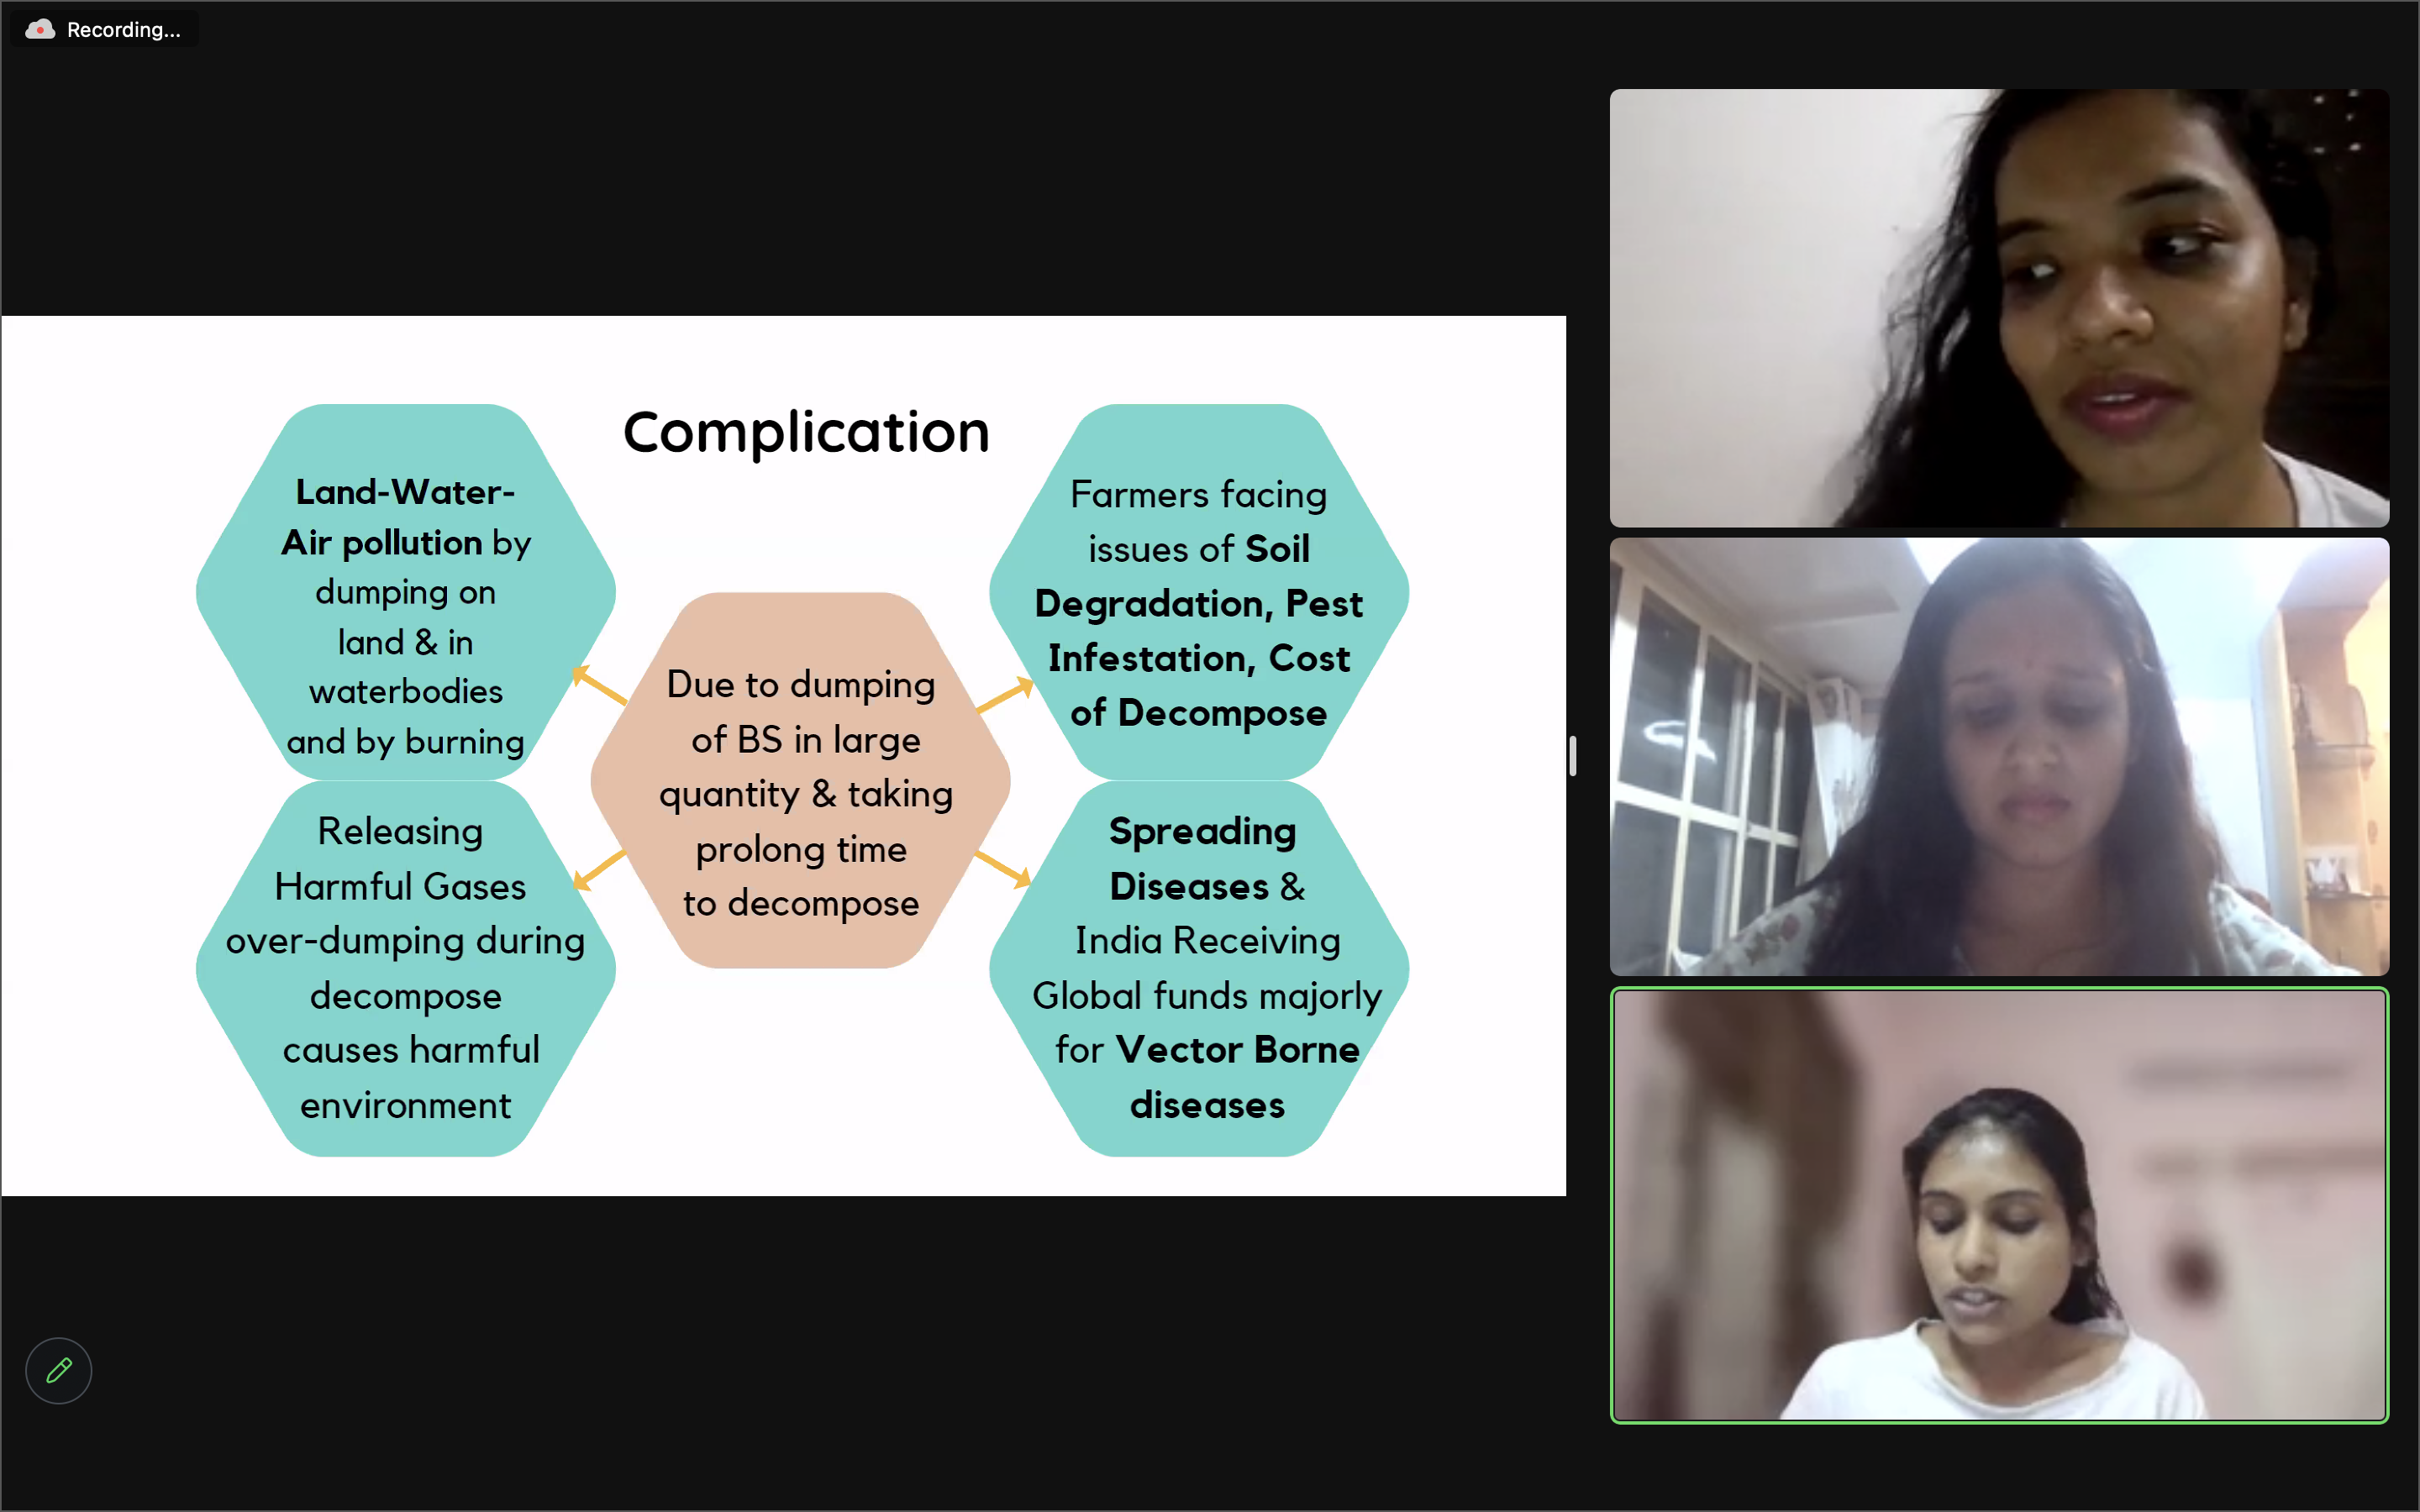 Recording...
Complication
Land-Water-
Air pollution by
dumping on
land & in
waterbodies
and by burning
Farmers facing
issues of Soil
Degradation, Pest
Infestation, Cost
of Decompose
Due to dumping
of BS in large
quantity & taking
prolong time
to decompose
Releasing
Harmful Gases
over-dumping during
decompose
causes harmful
environment
Spreading
Diseases &
India Receiving
Global funds majorly
for Vector Borne
diseases